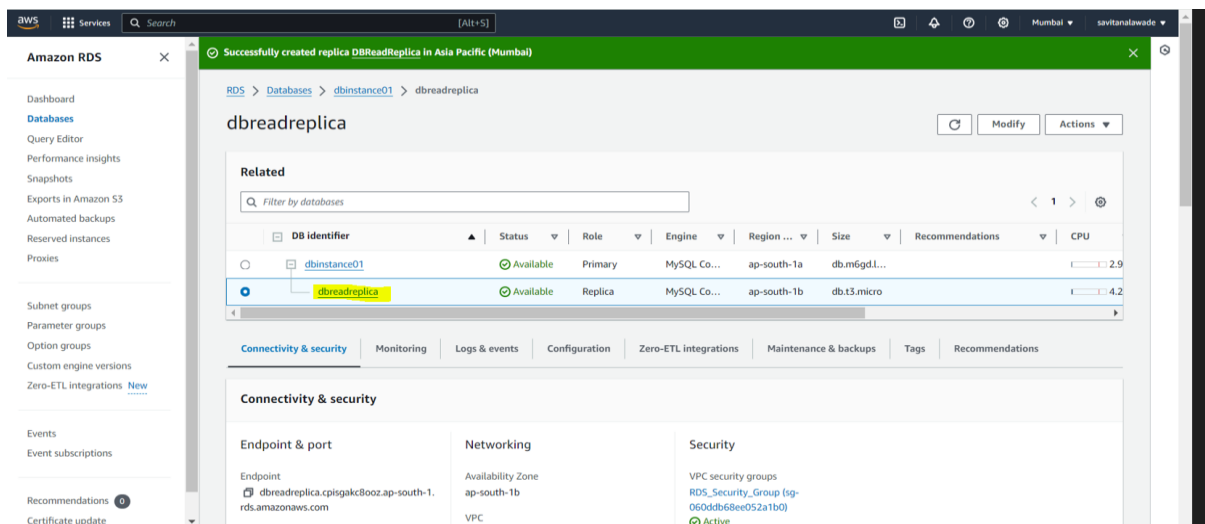 aws Services Search [Alt+S] Mumbai ▼ savitanalawade ▼
Amazon RDS
Dashboard
Databases
Query Editor
Performance insights
Snapshots
Exports in Amazon S3
Automated backups
Reserved instances
Proxies
Subnet groups
Parameter groups
Option groups
Custom engine versions
Zero-ETL integrations New
Events
Event subscriptions
Recommendations 0
Certificate update
Successfully created replica DBReadReplica in Asia Pacific (Mumbai)
RDS > Databases > dbinstance01 > dbreadreplica
dbreadreplica
Modify Actions ▼
Related
Filter by databases
< 1 >
DB identifier Status Role Engine Region ... Size Recommendations CPU
dbinstance01 Available Primary MySQL Co... ap-south-1a db.m6gd.l... 2.9
dbreadreplica Available Replica MySQL Co... ap-south-1b db.t3.micro 4.2
Connectivity & security Monitoring Logs & events Configuration Zero-ETL integrations Maintenance & backups Tags Recommendations
Connectivity & security
Endpoint & port
Endpoint
dbreadreplica.cpisgakc8ooz.ap-south-1.
rds.amazonaws.com
Networking
Availability Zone
ap-south-1b
VPC
Security
VPC security groups
RDS_Security_Group (sg-
060ddb68ee052a1b0)
Active